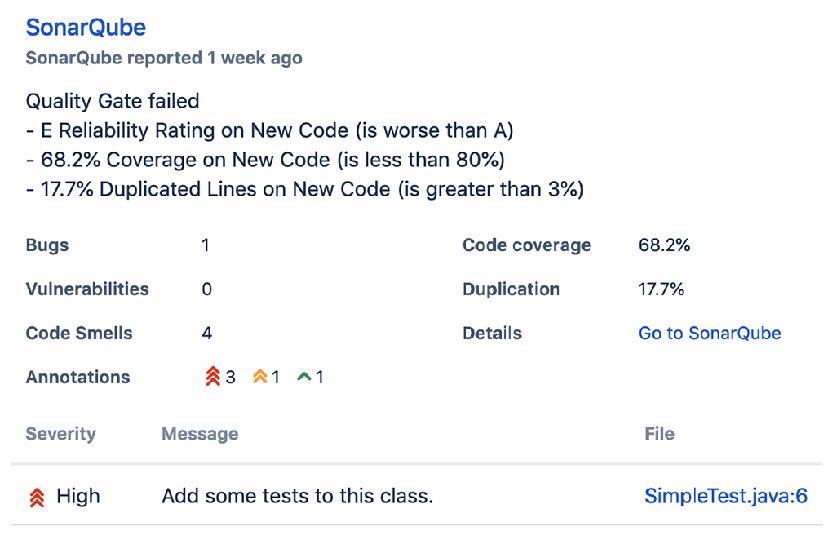 SonarQube
SonarQube reported 1 week ago
Quality Gate failed
- E Reliability Rating on New Code (is worse than A)
- 68.2% Coverage on New Code (is less than 80%)
- 17.7% Duplicated Lines on New Code (is greater than 3%)
Bugs 1 Code coverage 68.2%
Vulnerabilities 0 Duplication 17.7%
Code Smells 4 Details Go to SonarQube
Annotations 3 1 1
Severity Message File
High Add some tests to this class. SimpleTest.java:6